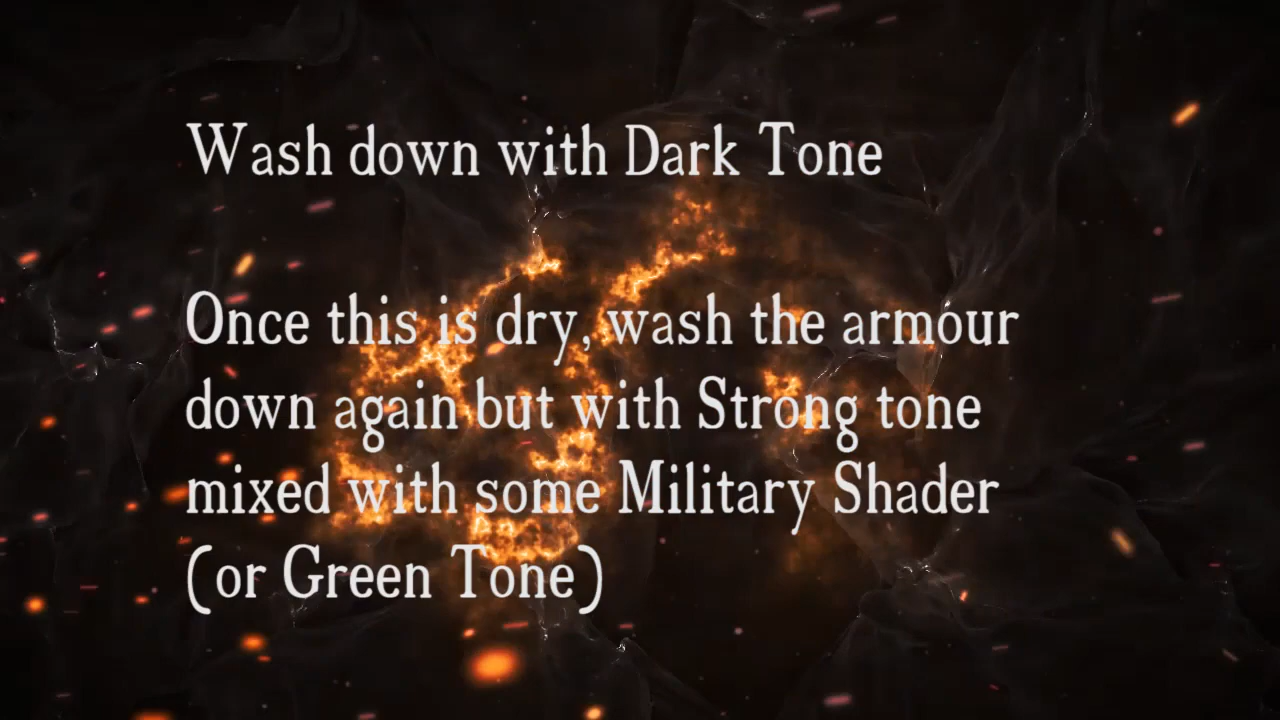 Wash down with Dark Tone
Once this is dry, wash the armour
down again but with Strong tone
mixed with some Military Shader
(or Green Tone)